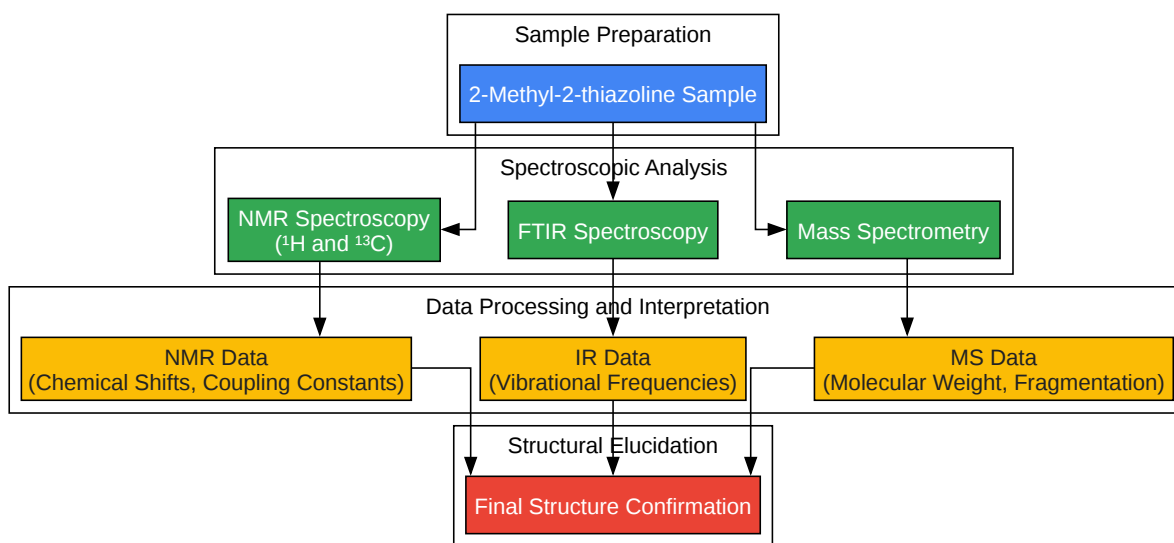 Sample Preparation
2-Methyl-2-thiazoline Sample
Spectroscopic Analysis
NMR Spectroscopy
(¹H and ¹³C)
FTIR Spectroscopy
Mass Spectrometry
Data Processing and Interpretation
NMR Data
(Chemical Shifts, Coupling Constants)
IR Data
(Vibrational Frequencies)
MS Data
(Molecular Weight, Fragmentation)
Structural Elucidation
Final Structure Confirmation